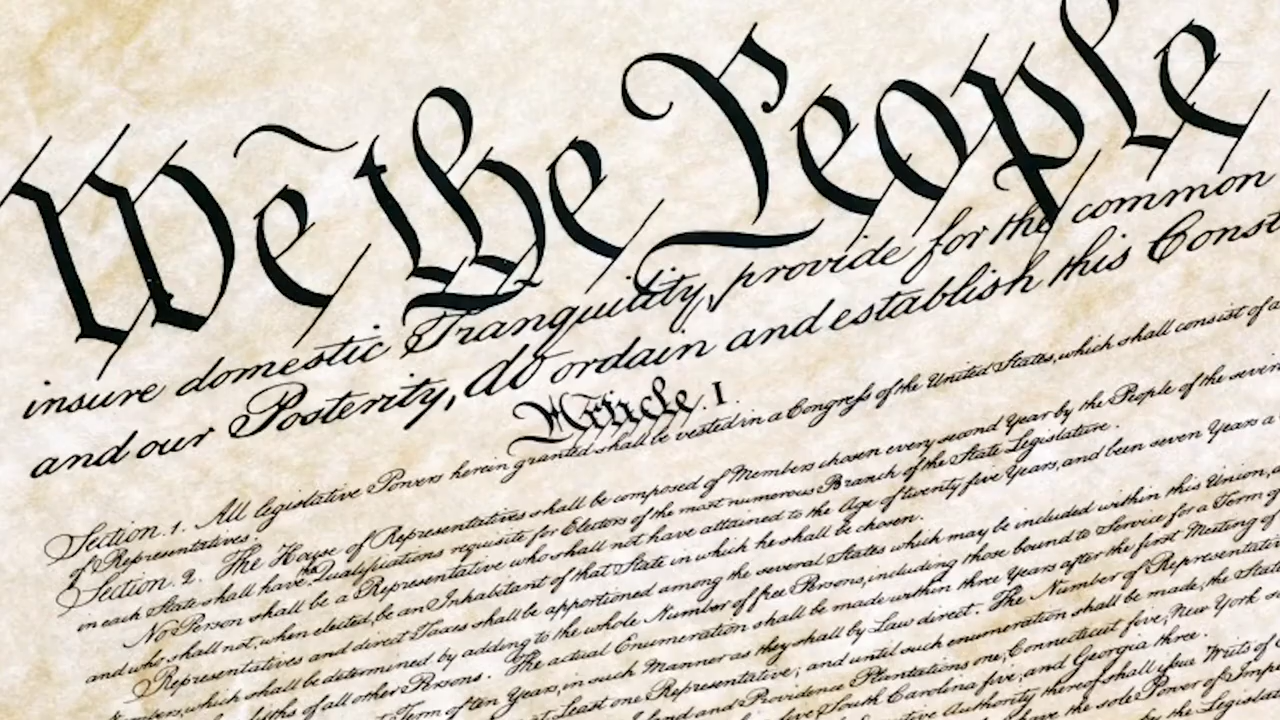 We the People
insure domestic Tranquility, provide for the common
and our Posterity, do ordain and establish this Const
Article. I.
Section. 1. All legislative Powers herein granted shall be vested in a Congress of the United States, which shall consist of a
of Representatives.
Section. 2. The House of Representatives shall be composed of Members chosen every second Year by the People of the sever
in each State shall have the Qualifications requisite for Electors of the most numerous Branch of the State Legislature.
No Person shall be a Representative who shall not have attained to the Age of twenty five Years, and been seven Years a
and who shall not, when elected, be an Inhabitant of that State in which he shall be chosen.
Representatives and direct Taxes shall be apportioned among the several States which may be included within this Union, a
mbers, which shall be determined by adding to the whole Number of free Persons, including those bound to Service for a Term of
of all other Persons. The actual Enumeration shall be made within three Years after the first Meeting of
Term of ten Years, in such Manner as they shall by Law direct. The Number of Representative
at Least one Representative; and until such enumeration shall be made, the State
and Providence Plantations one, Connecticut five, New York s
South Carolina five, and Georgia three.
Authority thereof shall issue Writs of
have the sole Power of Imp